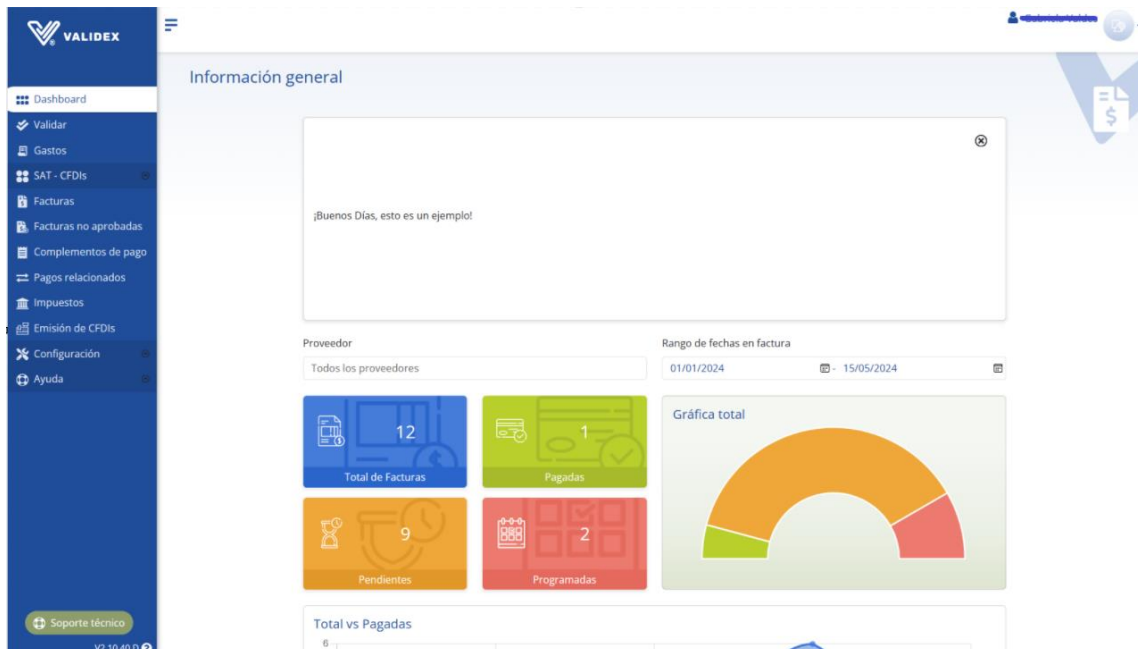 VALIDEX
Información general
Dashboard
Validar
Gastos
SAT - CFDIs
Facturas
Facturas no aprobadas
Complementos de pago
Pagos relacionados
Impuestos
Emisión de CFDIs
Configuración
Ayuda
Soporte técnico
V2.10.40.D
¡Buenos Días, esto es un ejemplo!
Proveedor
Todos los proveedores
Rango de fechas en factura
01/01/2024 - 15/05/2024
12
Total de Facturas
1
Pagadas
9
Pendientes
2
Programadas
Gráfica total
Total vs Pagadas
6